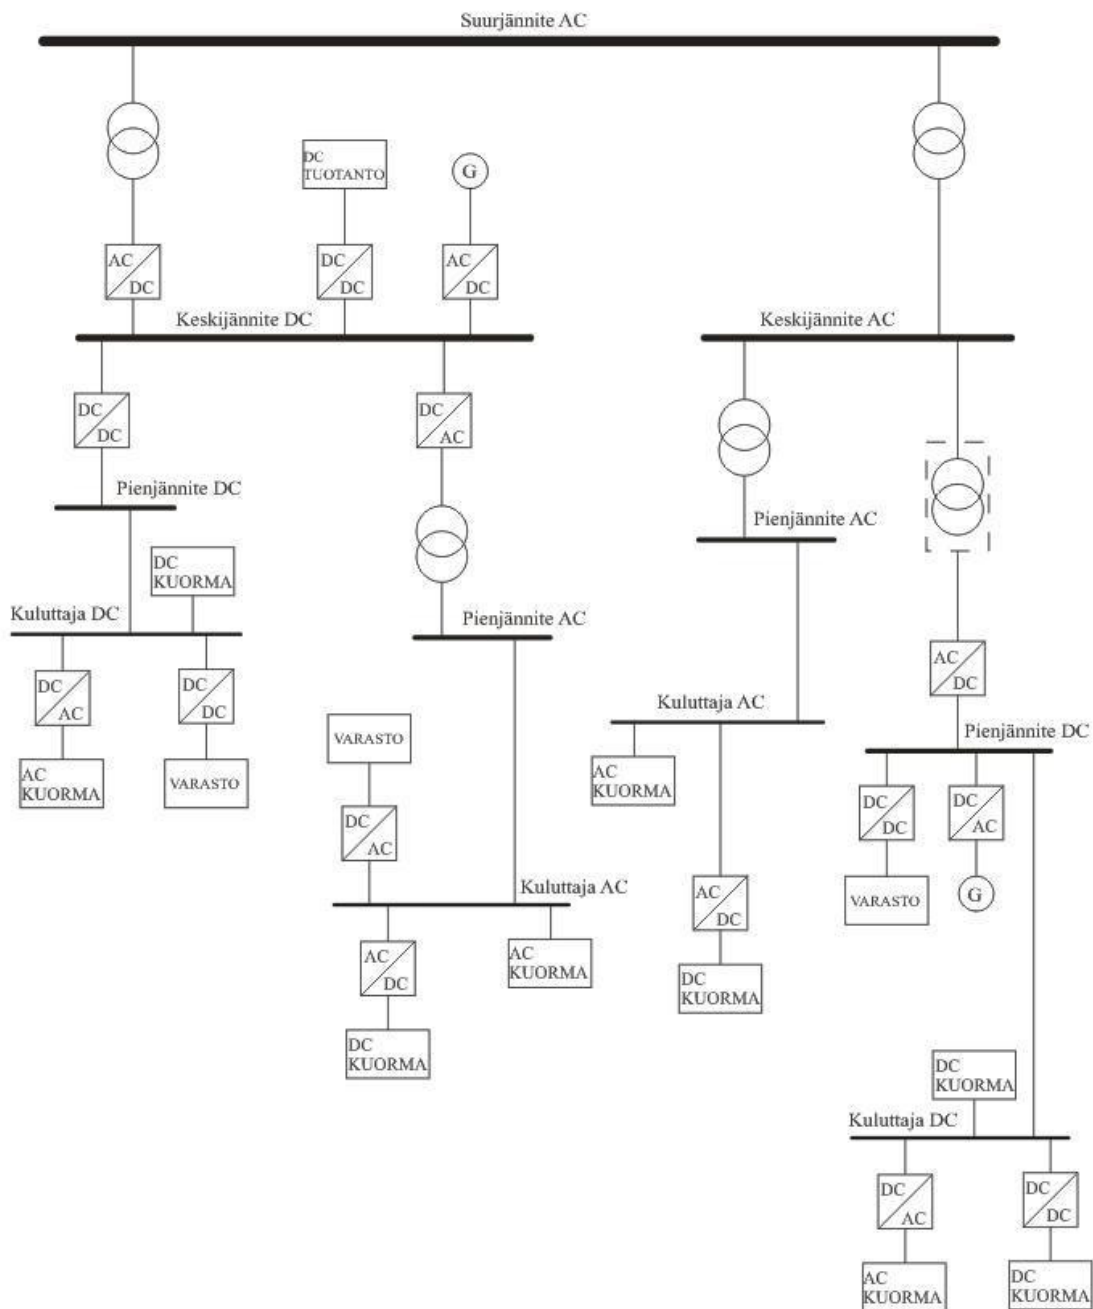 Suurjännite AC
DC
TUOTANTO
G
AC
DC
DC
DC
AC
DC
Keskijännite DC
Keskijännite AC
DC
DC
DC
AC
Pienjännite DC
Pienjännite AC
DC
KUORMA
Kuluttaja DC
Pienjännite AC
DC
AC
DC
DC
AC
DC
Kuluttaja AC
Pienjännite DC
VARASTO
AC
KUORMA
VARASTO
AC
KUORMA
DC
DC
DC
AC
DC
AC
Kuluttaja AC
AC
DC
VARASTO
G
AC
DC
AC
KUORMA
DC
KUORMA
DC
KUORMA
DC
KUORMA
Kuluttaja DC
DC
AC
DC
DC
AC
KUORMA
DC
KUORMA